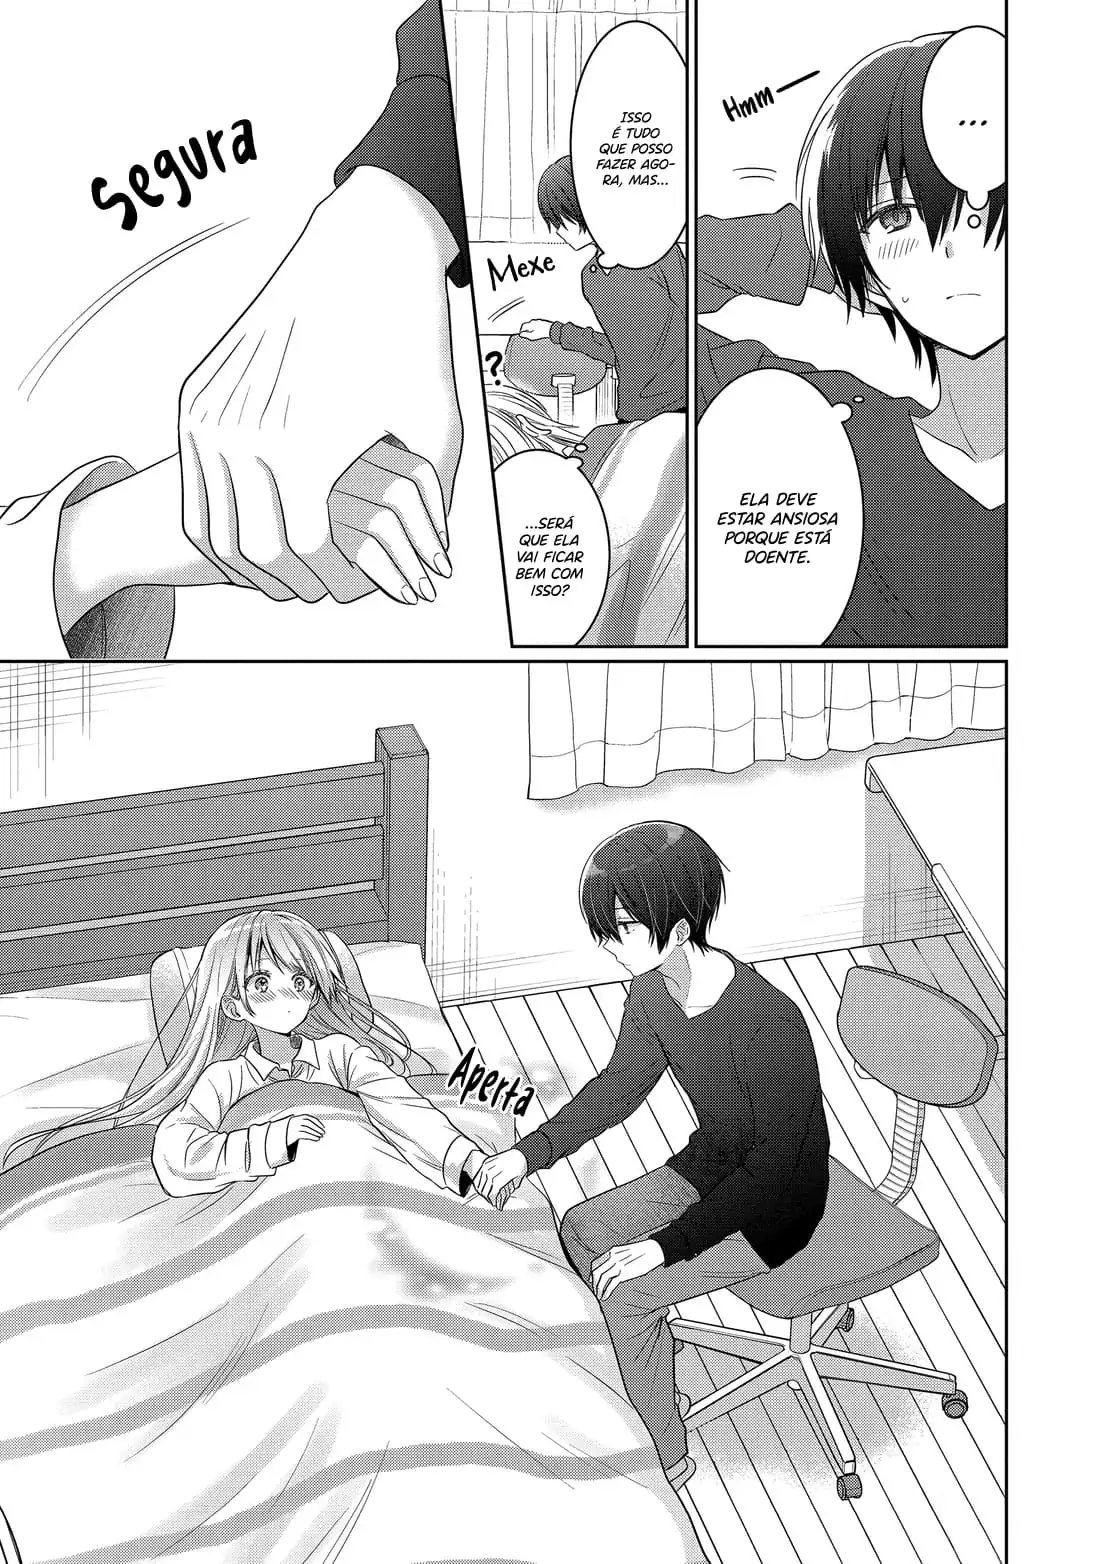 ...
Hmm
ELA DEVE
ESTAR ANSIOSA
PORQUE ESTÁ
DOENTE.
ISSO
É TUDO
QUE POSSO
FAZER AGO-
RA, MAS...
Mexe
?
...SERÁ
QUE ELA
VAI FICAR
BEM COM
ISSO?
Segura
Aperta